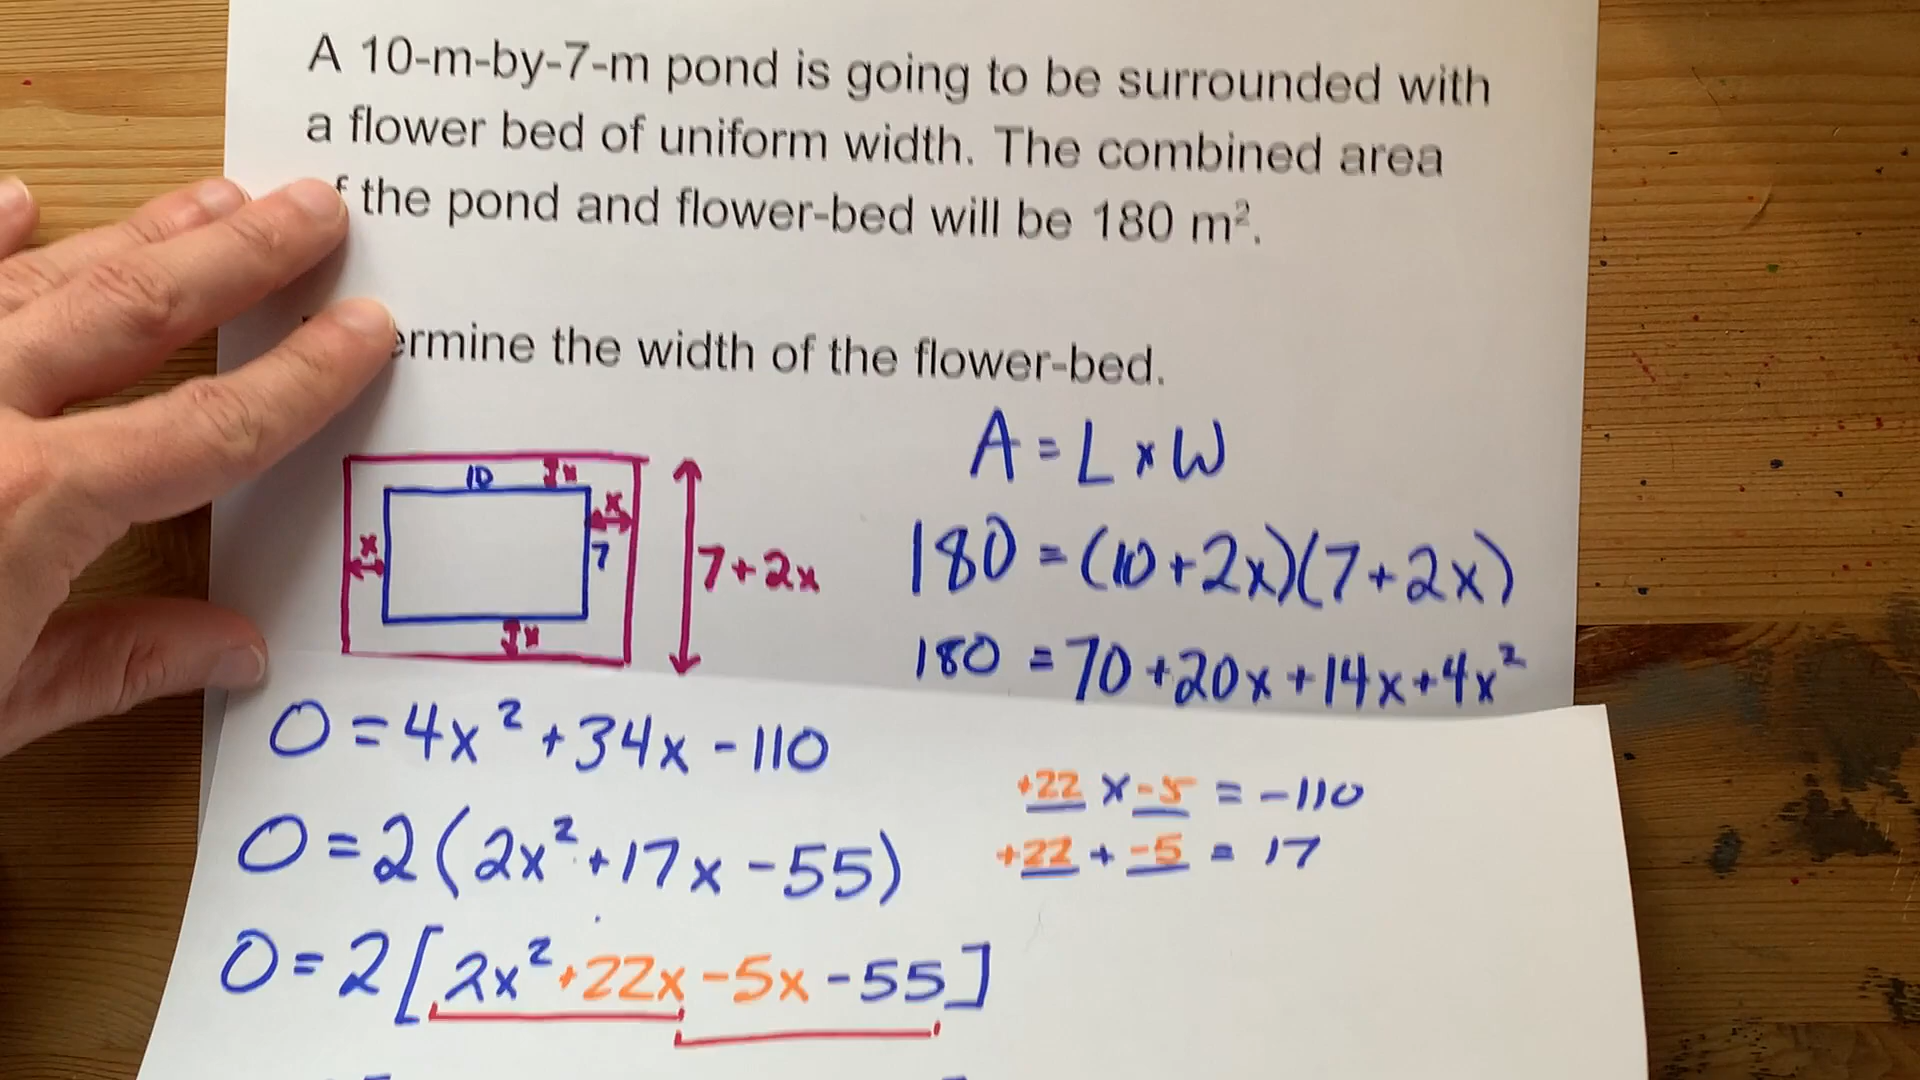 A 10-m-by-7-m pond is going to be surrounded with
a flower bed of uniform width. The combined area
f the pond and flower-bed will be 180 m².
ermine the width of the flower-bed.
A = L x W
10 x
x
x 7
x
7+2x
180 = (10+2x)(7+2x)
180 = 70+20x+14x+4x²
0 = 4x² + 34x - 110
0 = 2(2x² + 17x - 55)
0 = 2[2x² +22x -5x -55]
+22 x -5 = -110
+22 + -5 = 17